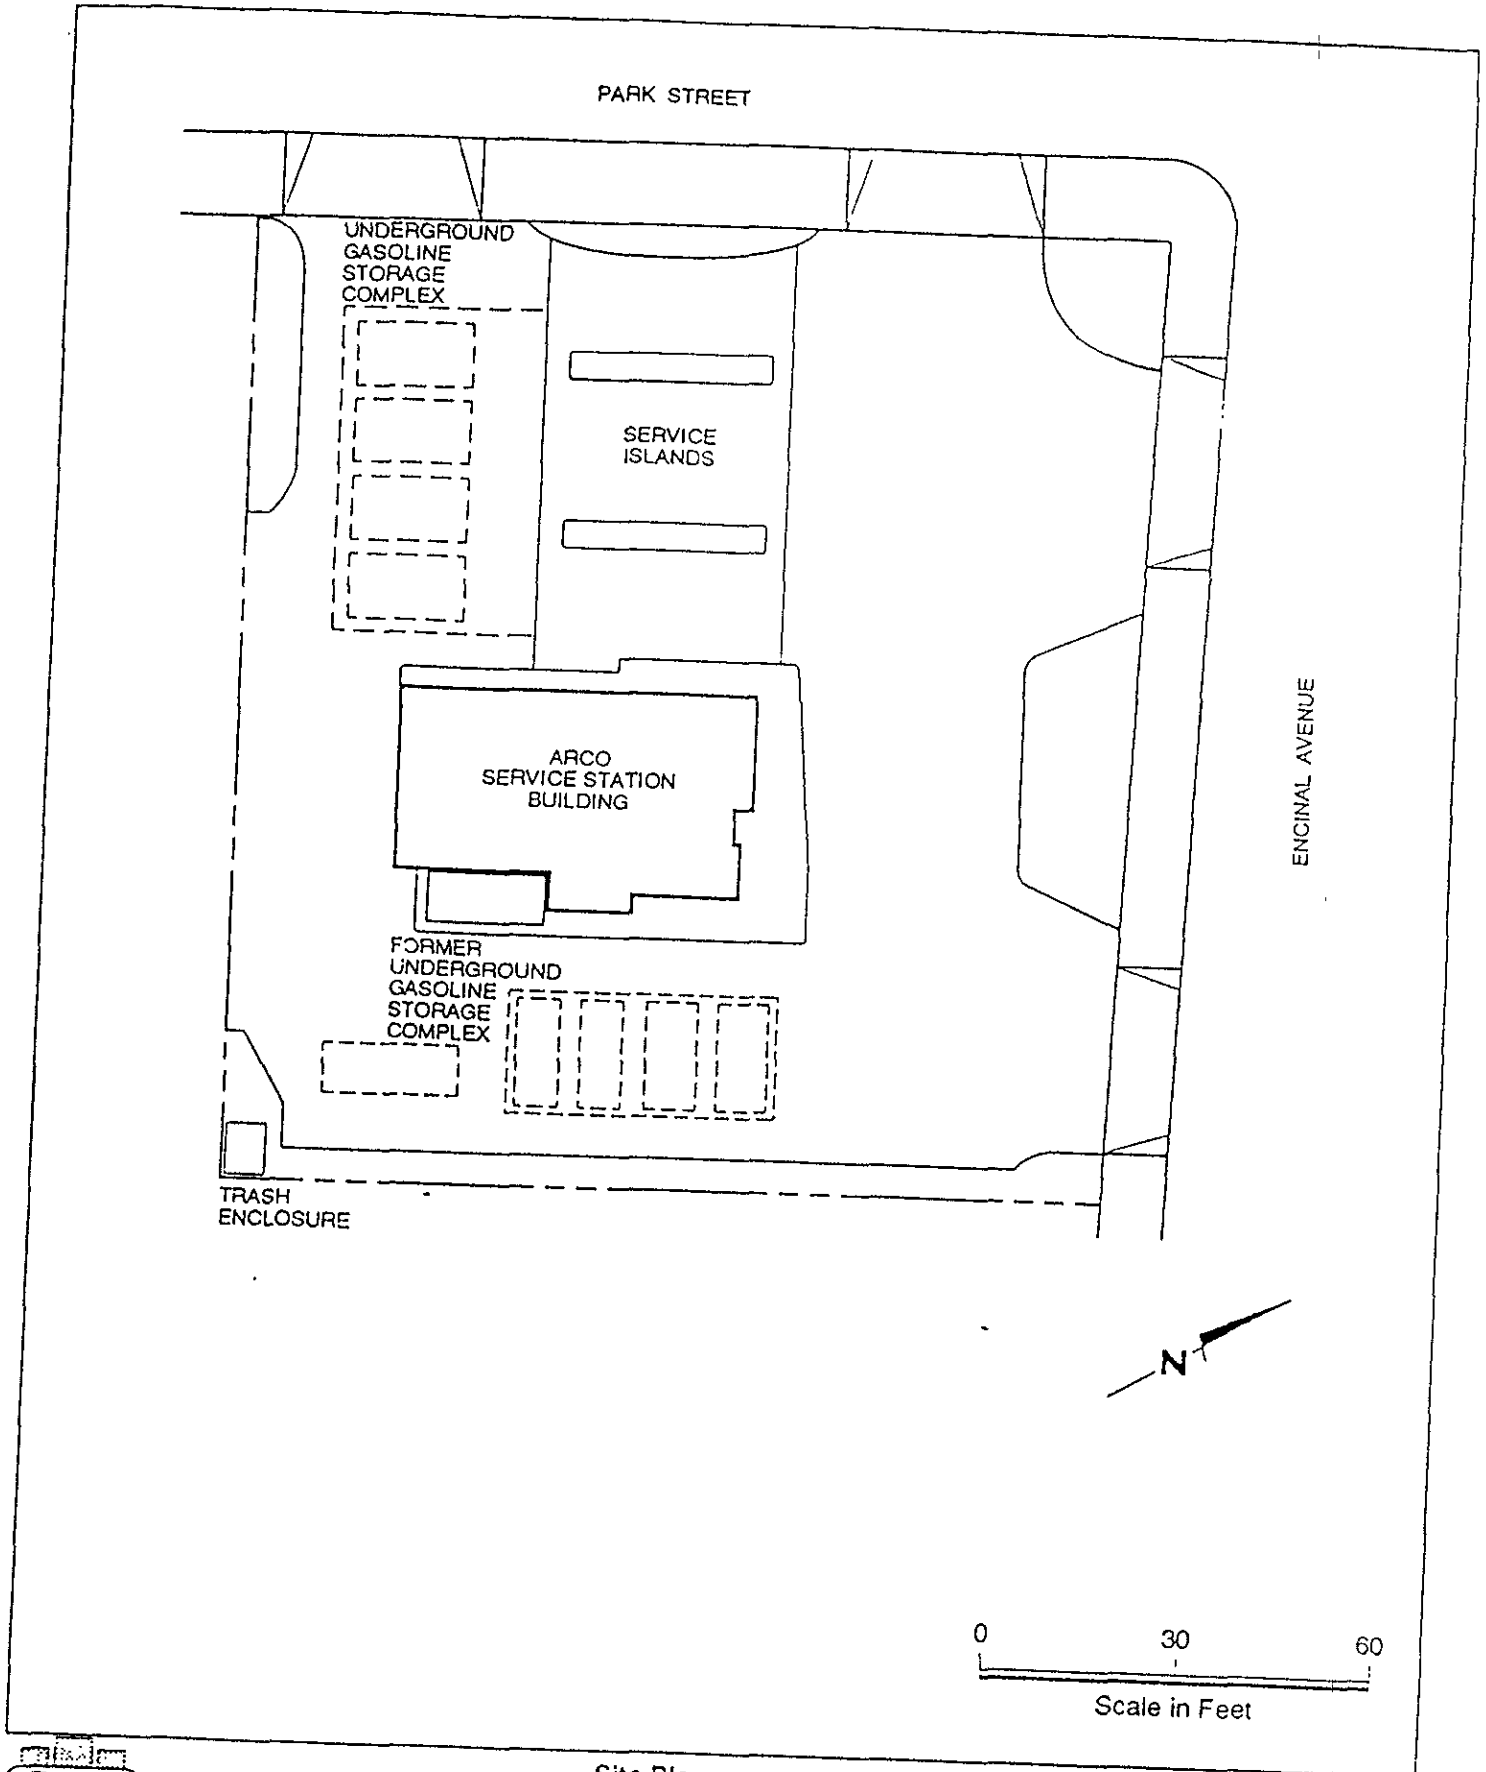 PARK STREET
UNDERGROUND
GASOLINE
STORAGE
COMPLEX
SERVICE
ISLANDS
ARCO
SERVICE STATION
BUILDING
ENCINAL AVENUE
FORMER
UNDERGROUND
GASOLINE
STORAGE
COMPLEX
TRASH
ENCLOSURE
N
0 30 60
Scale in Feet